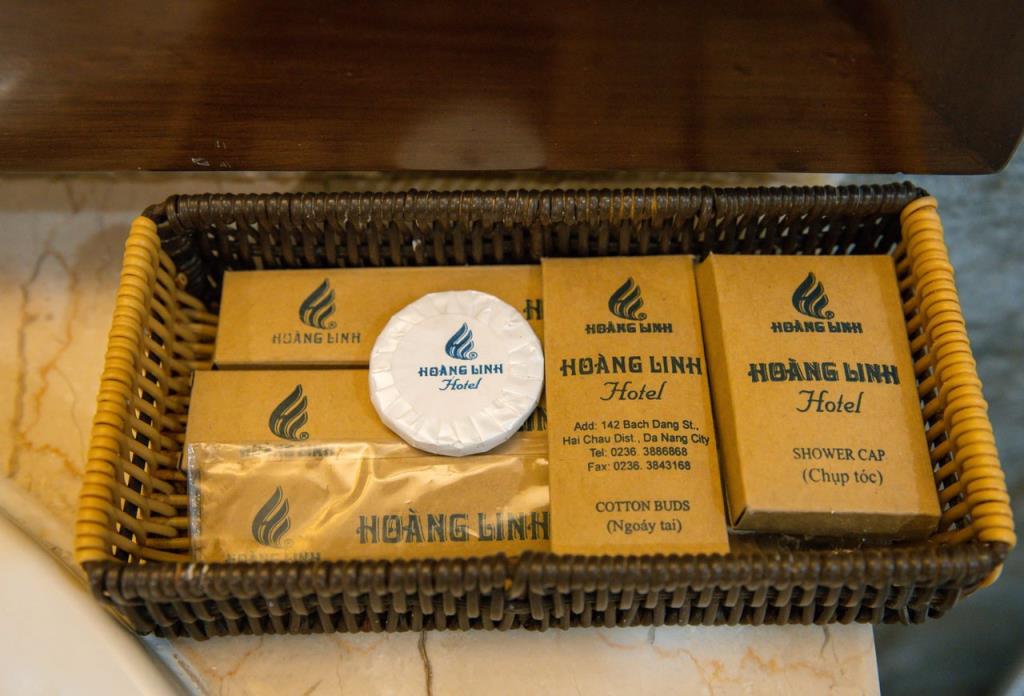 HOÀNG LINH
HOÀNG LINH
HOÀNG LINH
HOÀNG LINH
HOÀNG LINH
Hotel
HOÀNG LINH
HOÀNG LINH
Hotel
Add: 142 Bach Dang St.,
Hai Chau Dist., Da Nang City
Tel: 0236. 3886868
Fax: 0236. 3843168
COTTON BUDS
(Ngoáy tai)
HOÀNG LINH
HOÀNG LINH
Hotel
SHOWER CAP
(Chụp tóc)